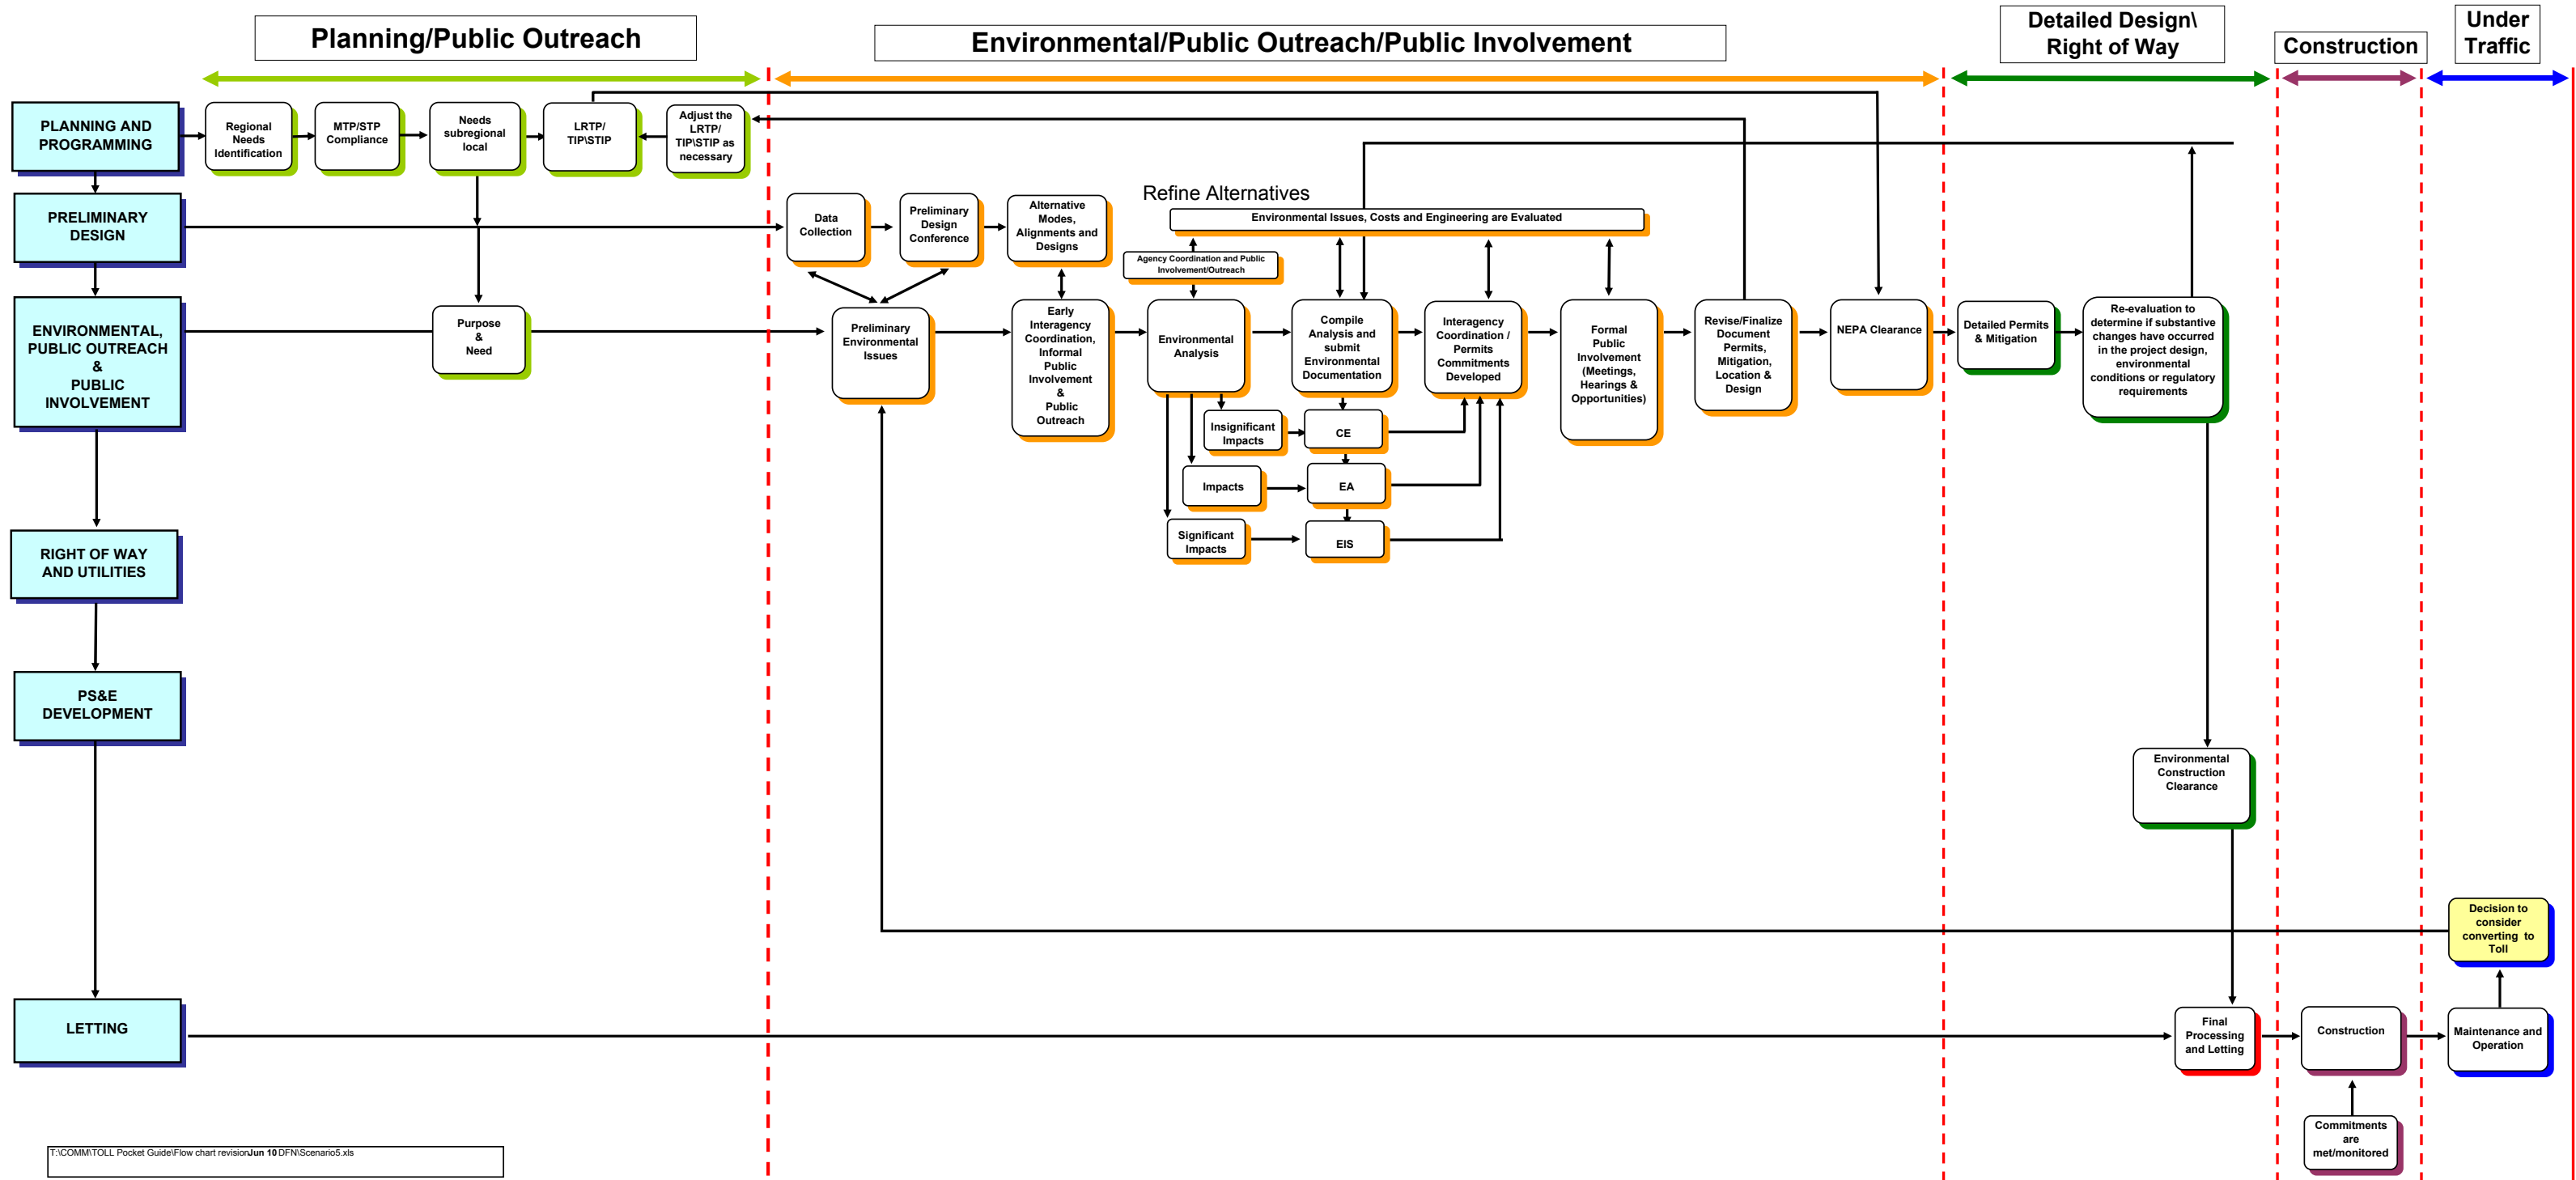 Planning/Public Outreach
Environmental/Public Outreach/Public Involvement
Detailed Design\
Right of Way
Construction
Under
Traffic
PLANNING AND
PROGRAMMING
Regional
Needs
Identification
MTP/STP
Compliance
Needs
subregional
local
LRTP/
TIP\STIP
Adjust the
LRTP/
TIP\STIP as
necessary
PRELIMINARY
DESIGN
Data
Collection
Preliminary
Design
Conference
Alternative
Modes,
Alignments and
Designs
Refine Alternatives
Environmental Issues, Costs and Engineering are Evaluated
Agency Coordination and Public
Involvement/Outreach
ENVIRONMENTAL,
PUBLIC OUTREACH
&
PUBLIC
INVOLVEMENT
Purpose
&
Need
Preliminary
Environmental
Issues
Early
Interagency
Coordination,
Informal
Public
Involvement
&
Public
Outreach
Environmental
Analysis
Compile
Analysis and
submit
Environmental
Documentation
Interagency
Coordination /
Permits
Commitments
Developed
Formal
Public
Involvement
(Meetings,
Hearings &
Opportunities)
Revise/Finalize
Document
Permits,
Mitigation,
Location &
Design
NEPA Clearance
Detailed Permits
& Mitigation
Re-evaluation to
determine if substantive
changes have occurred
in the project design,
environmental
conditions or regulatory
requirements
Insignificant
Impacts
CE
Impacts
EA
Significant
Impacts
EIS
RIGHT OF WAY
AND UTILITIES
PS&E
DEVELOPMENT
Environmental
Construction
Clearance
Decision to
consider
converting to
Toll
LETTING
Final
Processing
and Letting
Construction
Maintenance and
Operation
Commitments
are
met/monitored
T:\COMM\TOLL Pocket Guide\Flow chart revisionJun 10 DFN\Scenario5.xls